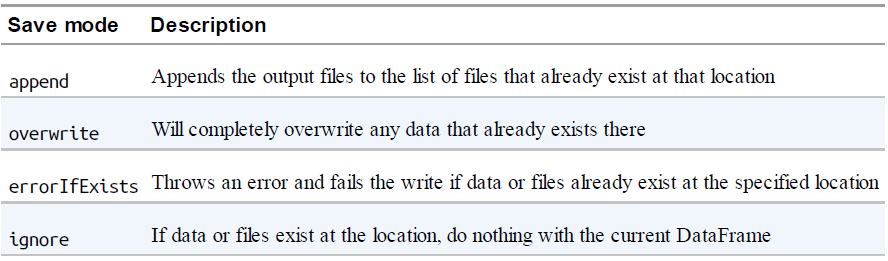 Save mode Description
append Appends the output files to the list of files that already exist at that location
overwrite Will completely overwrite any data that already exists there
errorIfExists Throws an error and fails the write if data or files already exist at the specified location
ignore If data or files exist at the location, do nothing with the current DataFrame